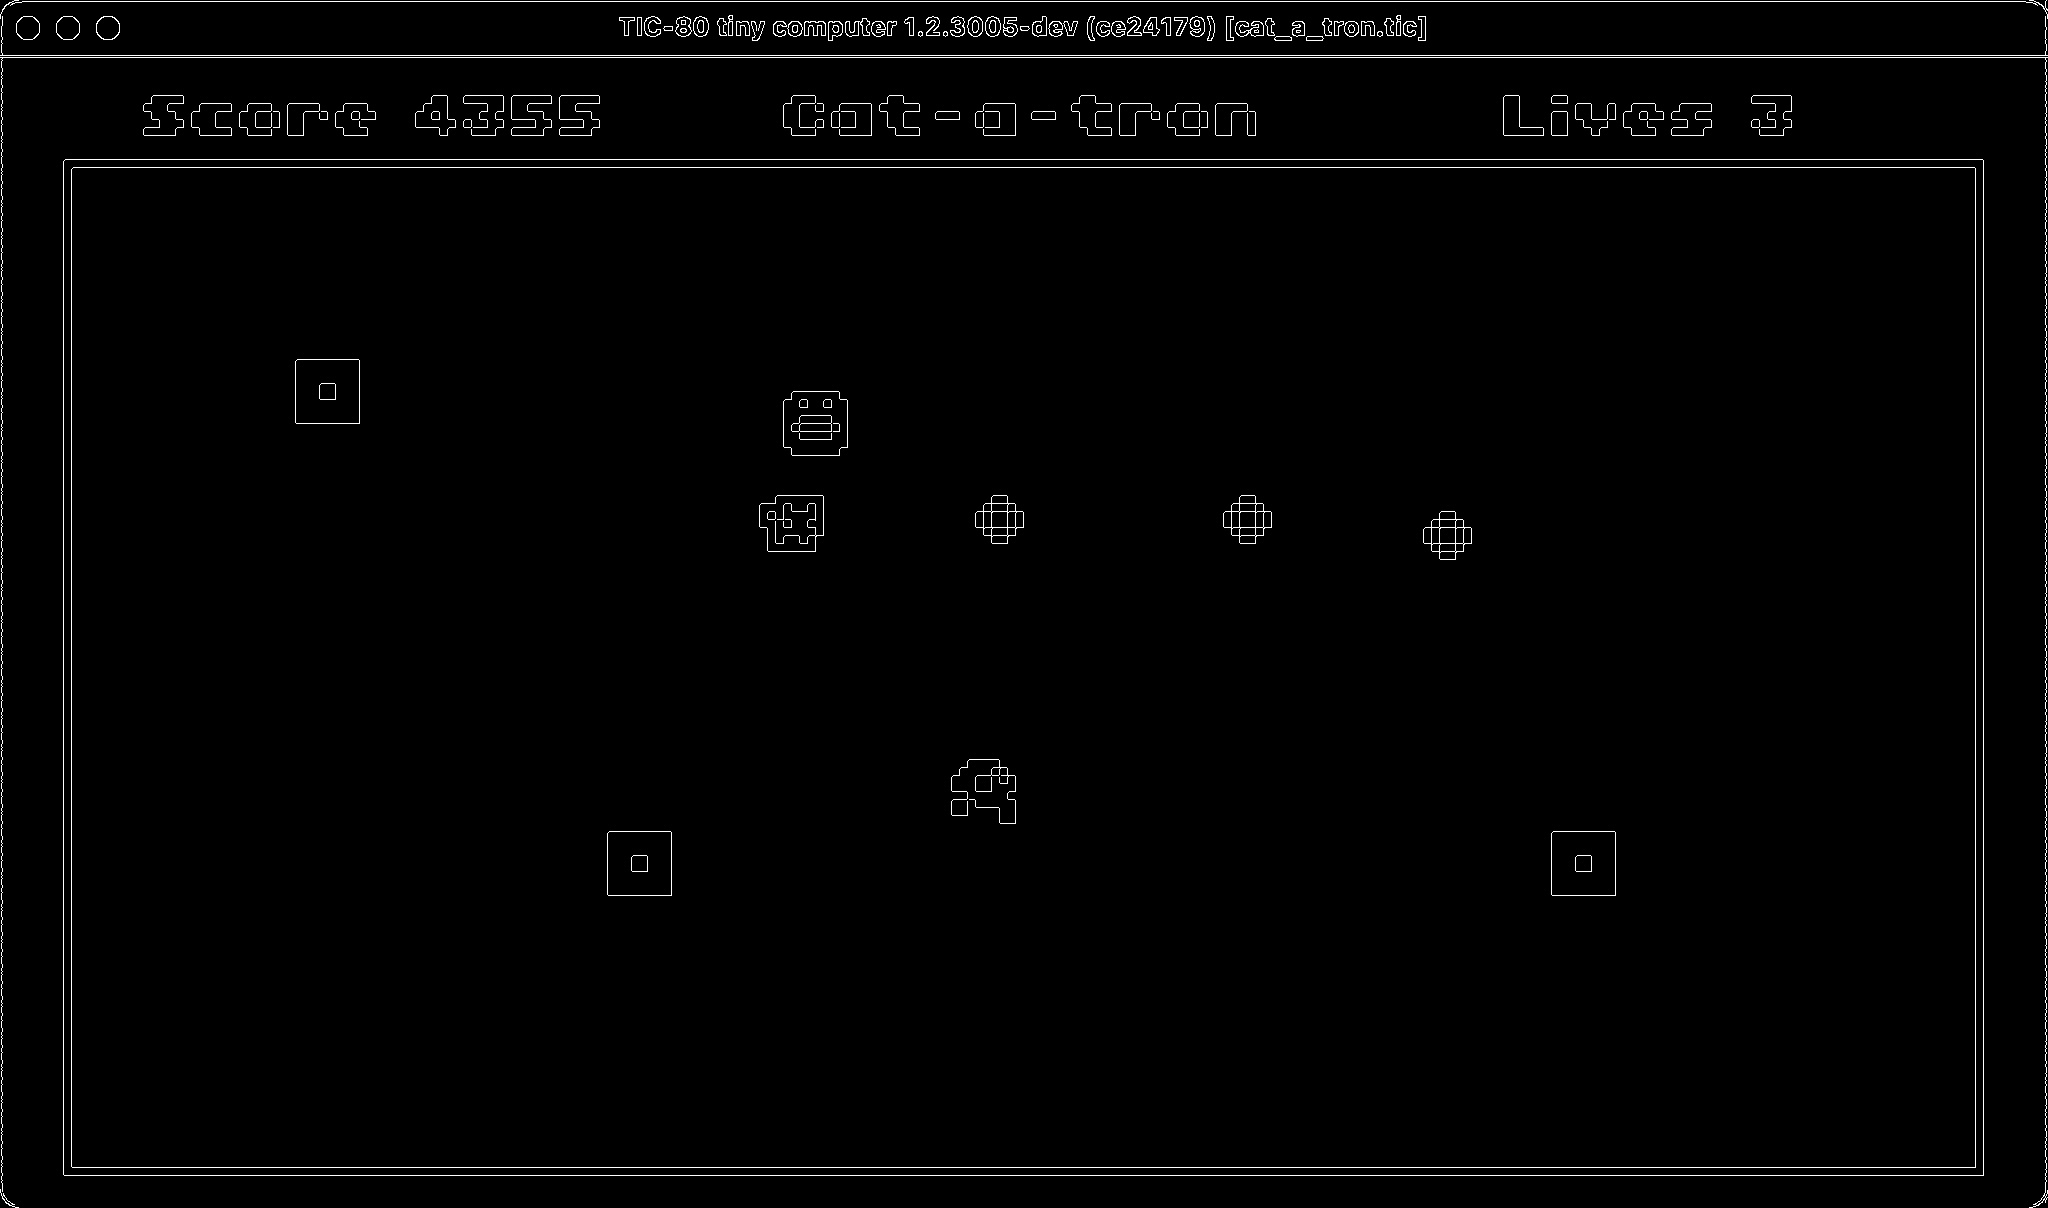 TIC-80 tiny computer 1.2.3005-dev (ce24179) [cat_a_tron.tic]
Score 4355 Cat-a-tron Lives 3